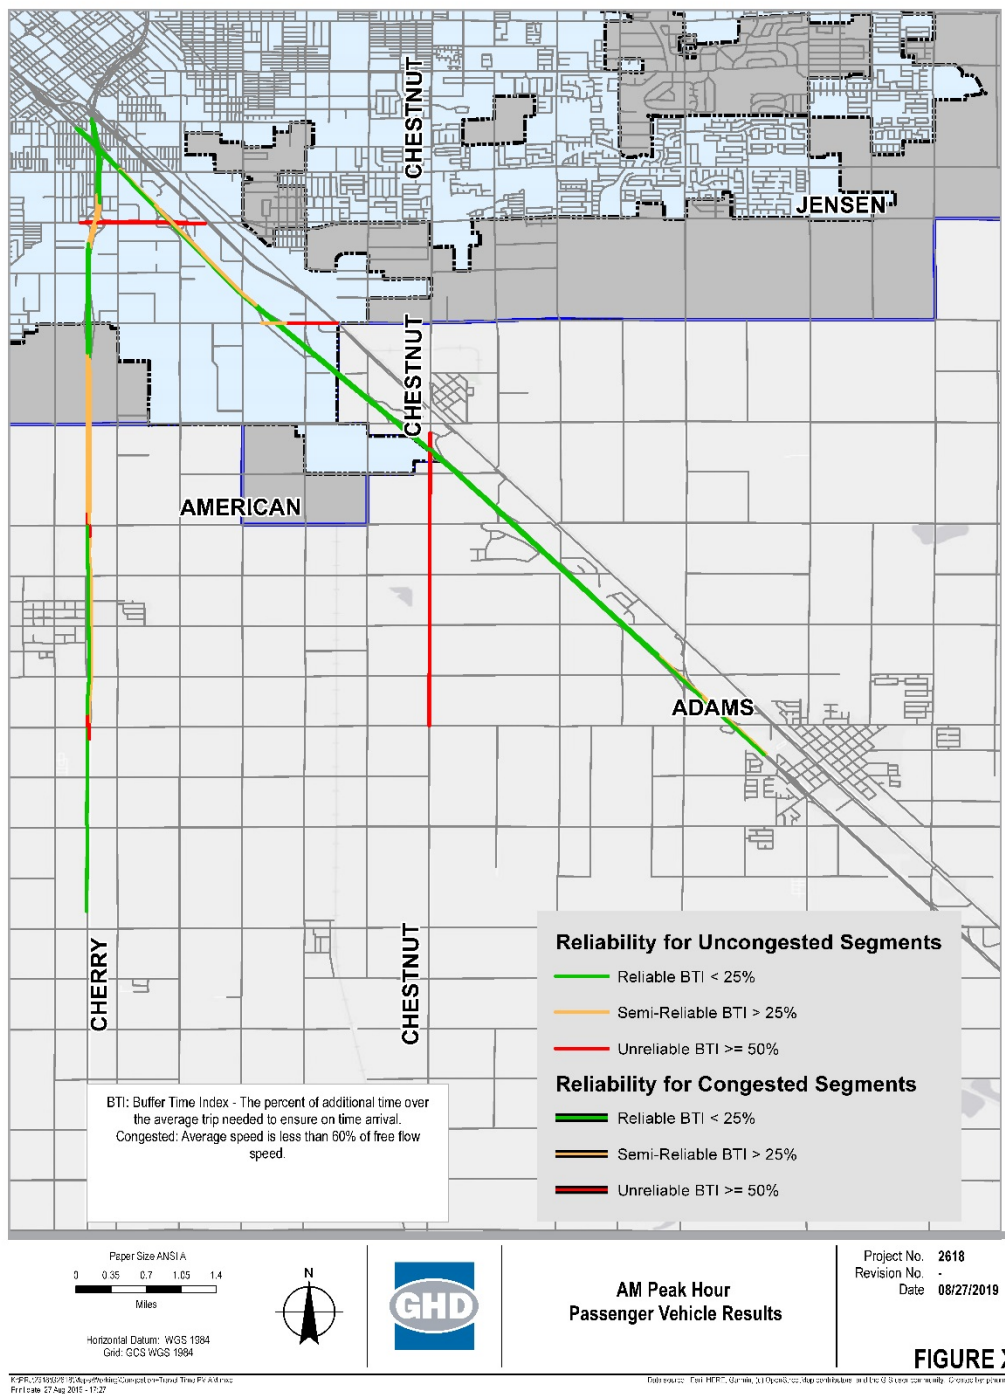 CHESTNUT
JENSEN
CHESTNUT
AMERICAN
ADAMS
CHERRY
CHESTNUT
Reliability for Uncongested Segments
Reliable BTI < 25%
Semi-Reliable BTI > 25%
Unreliable BTI >= 50%
Reliability for Congested Segments
Reliable BTI < 25%
Semi-Reliable BTI > 25%
Unreliable BTI >= 50%
BTI: Buffer Time Index - The percent of additional time over
the average trip needed to ensure on time arrival.
Congested: Average speed is less than 60% of free flow
speed.
Paper Size ANSI A
0 0.35 0.7 1.05 1.4
Miles
Horizontal Datum: WGS 1984
Grid: GCS WGS 1984
N
GHD
AM Peak Hour
Passenger Vehicle Results
Project No. 2618
Revision No. -
Date 08/27/2019
FIGURE
Data source: